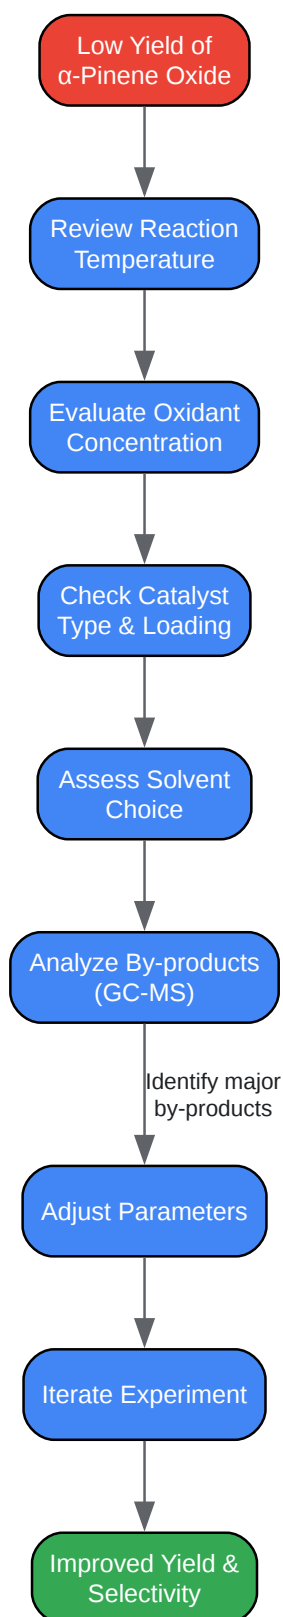 Low Yield of
α-Pinene Oxide
Review Reaction
Temperature
Evaluate Oxidant
Concentration
Check Catalyst
Type & Loading
Assess Solvent
Choice
Analyze By-products
(GC-MS)
Identify major
by-products
Adjust Parameters
Iterate Experiment
Improved Yield &
Selectivity